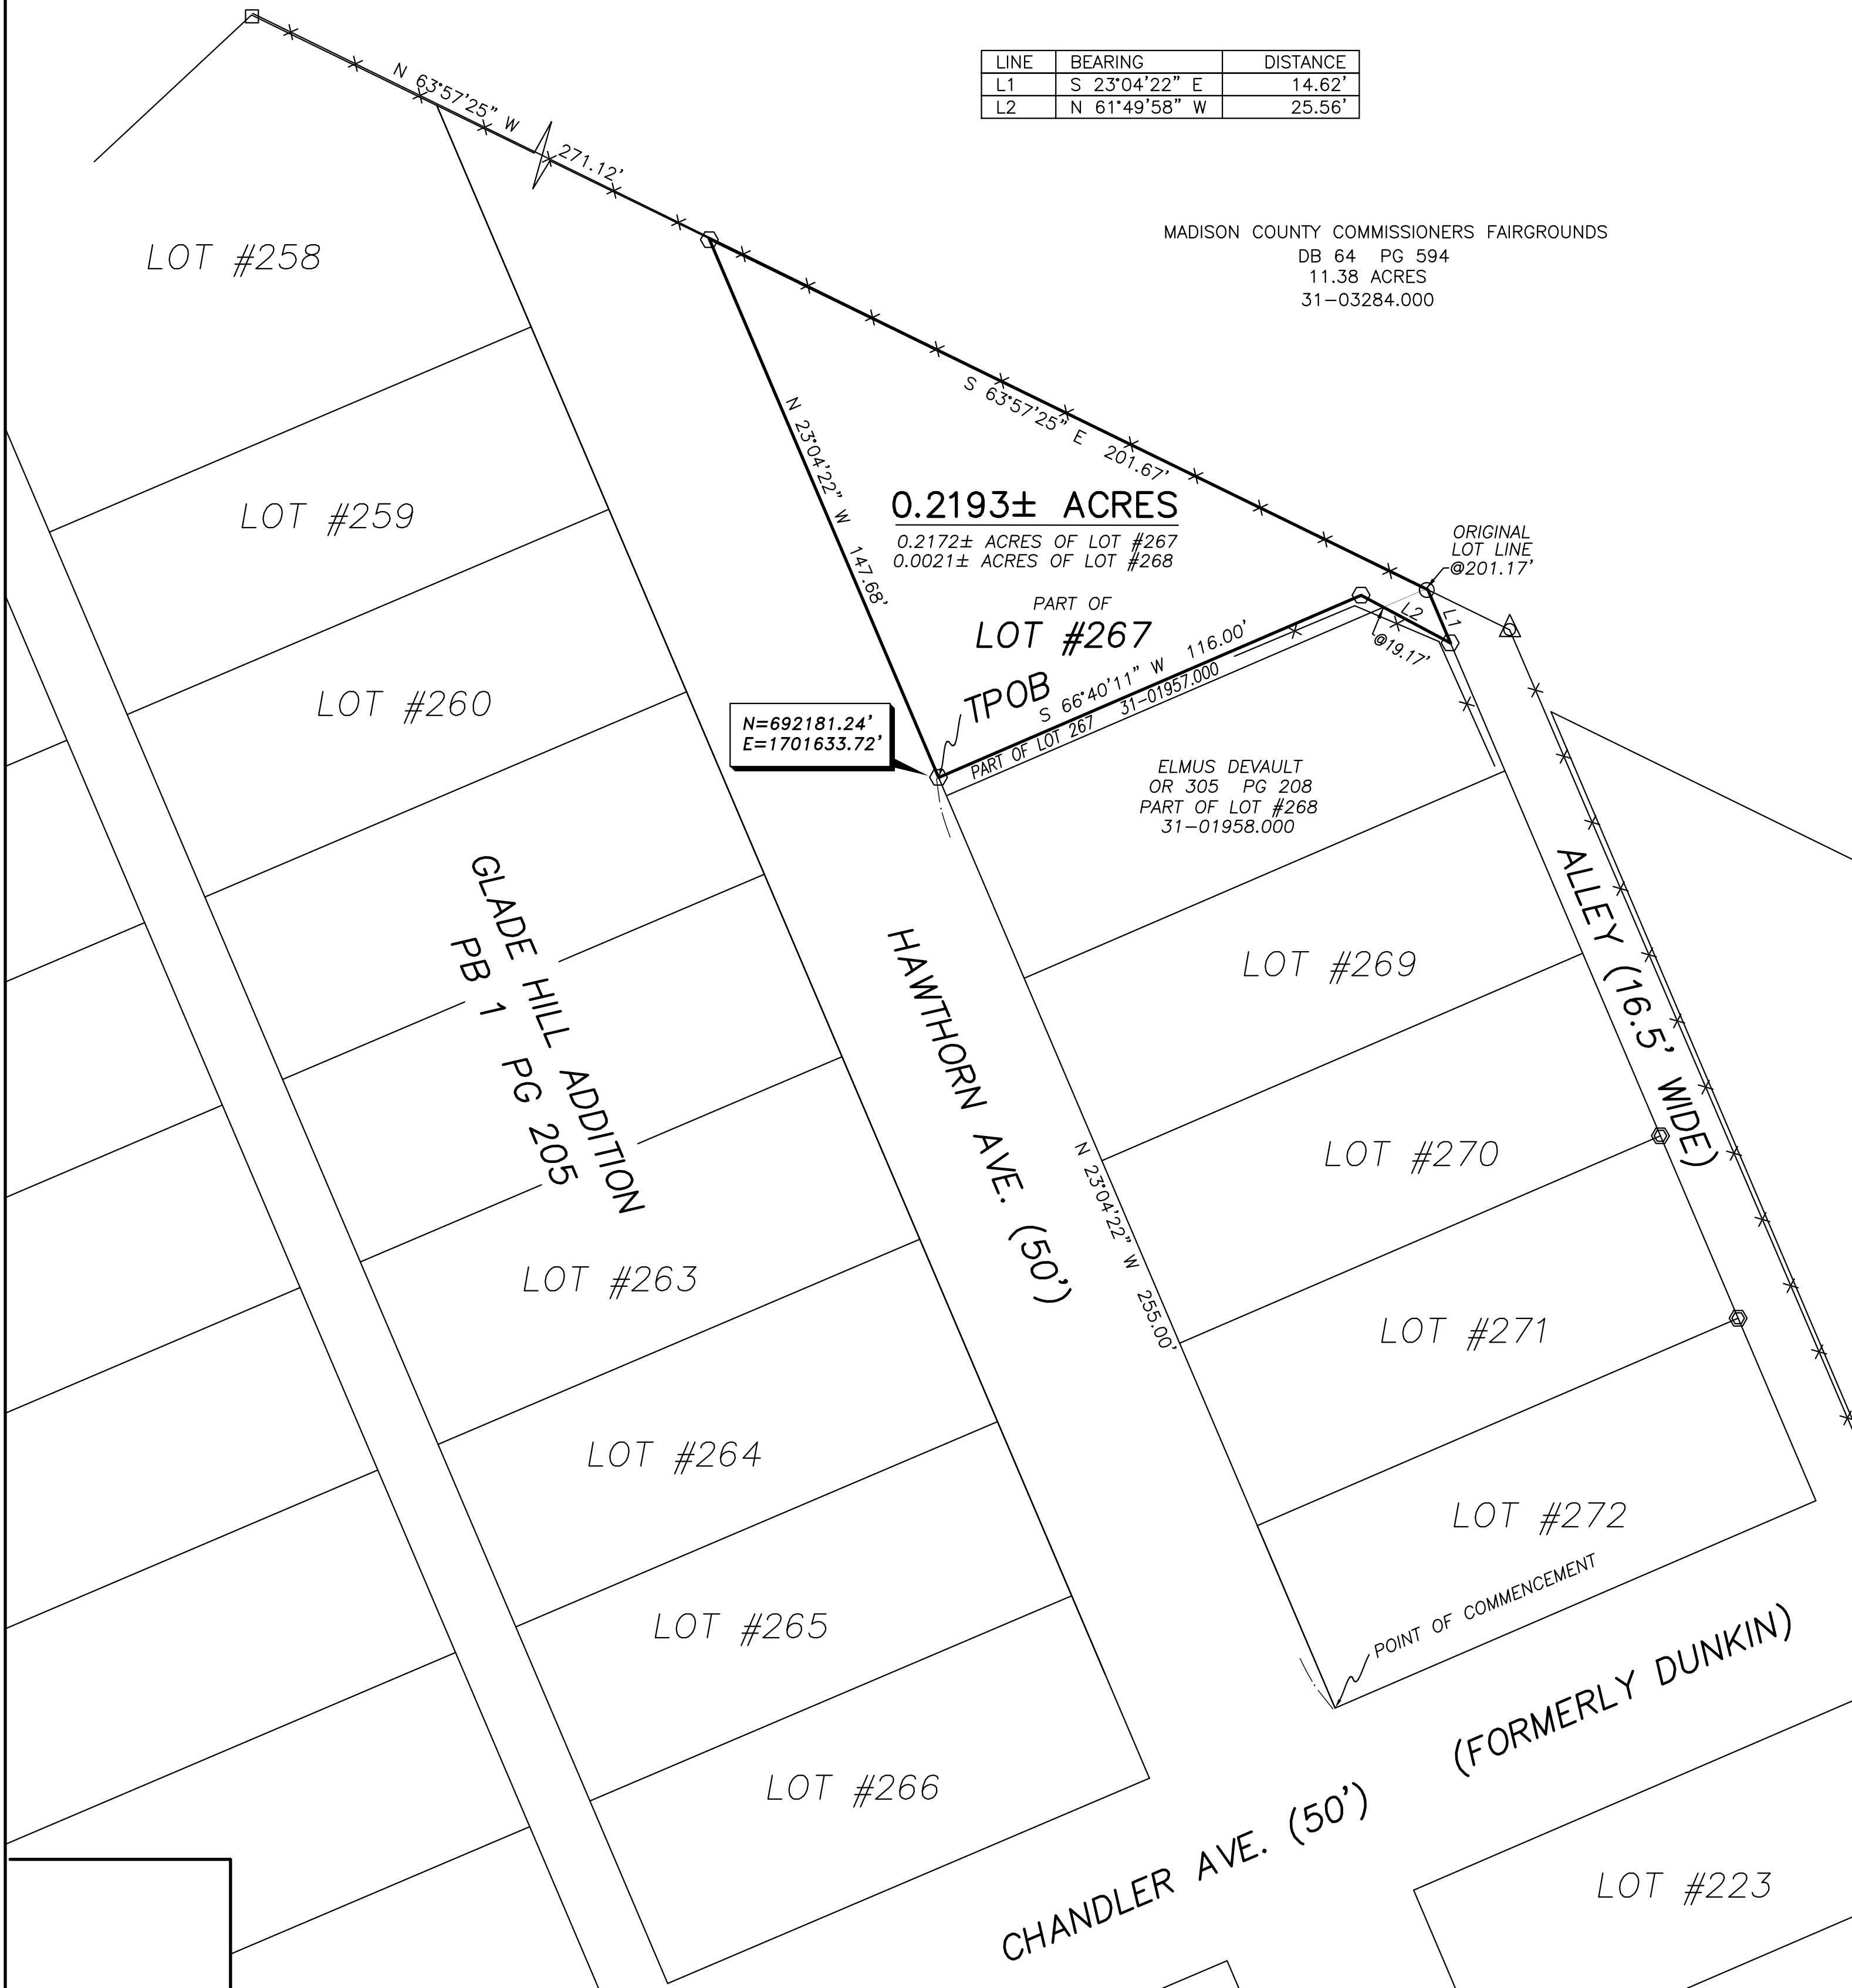 LINE BEARING DISTANCE
L1 S 23°04'22" E 14.62'
L2 N 61°49'58" W 25.56'
N 63°57'25" W 271.12'
MADISON COUNTY COMMISSIONERS FAIRGROUNDS
DB 64 PG 594
11.38 ACRES
31-03284.000
LOT #258
S 63°57'25" E 201.67'
N 23°04'22" W 147.68'
0.2193± ACRES
0.2172± ACRES OF LOT #267
0.0021± ACRES OF LOT #268
ORIGINAL
LOT LINE
@201.17'
LOT #259
PART OF
LOT #267
L2
L1
@19.17'
TPOB
S 66°40'11" W 116.00'
PART OF LOT 267 31-01957.000
LOT #260
N=692181.24'
E=1701633.72'
ELMUS DEVAULT
OR 305 PG 208
PART OF LOT #268
31-01958.000
GLADE HILL ADDITION
PB 1 PG 205
HAWTHORN AVE. (50')
ALLEY (16.5' WIDE)
LOT #269
LOT #270
N 23°04'22" W 255.00'
LOT #263
LOT #271
LOT #264
LOT #272
POINT OF COMMENCEMENT
LOT #265
LOT #266
CHANDLER AVE. (50') (FORMERLY DUNKIN)
LOT #223